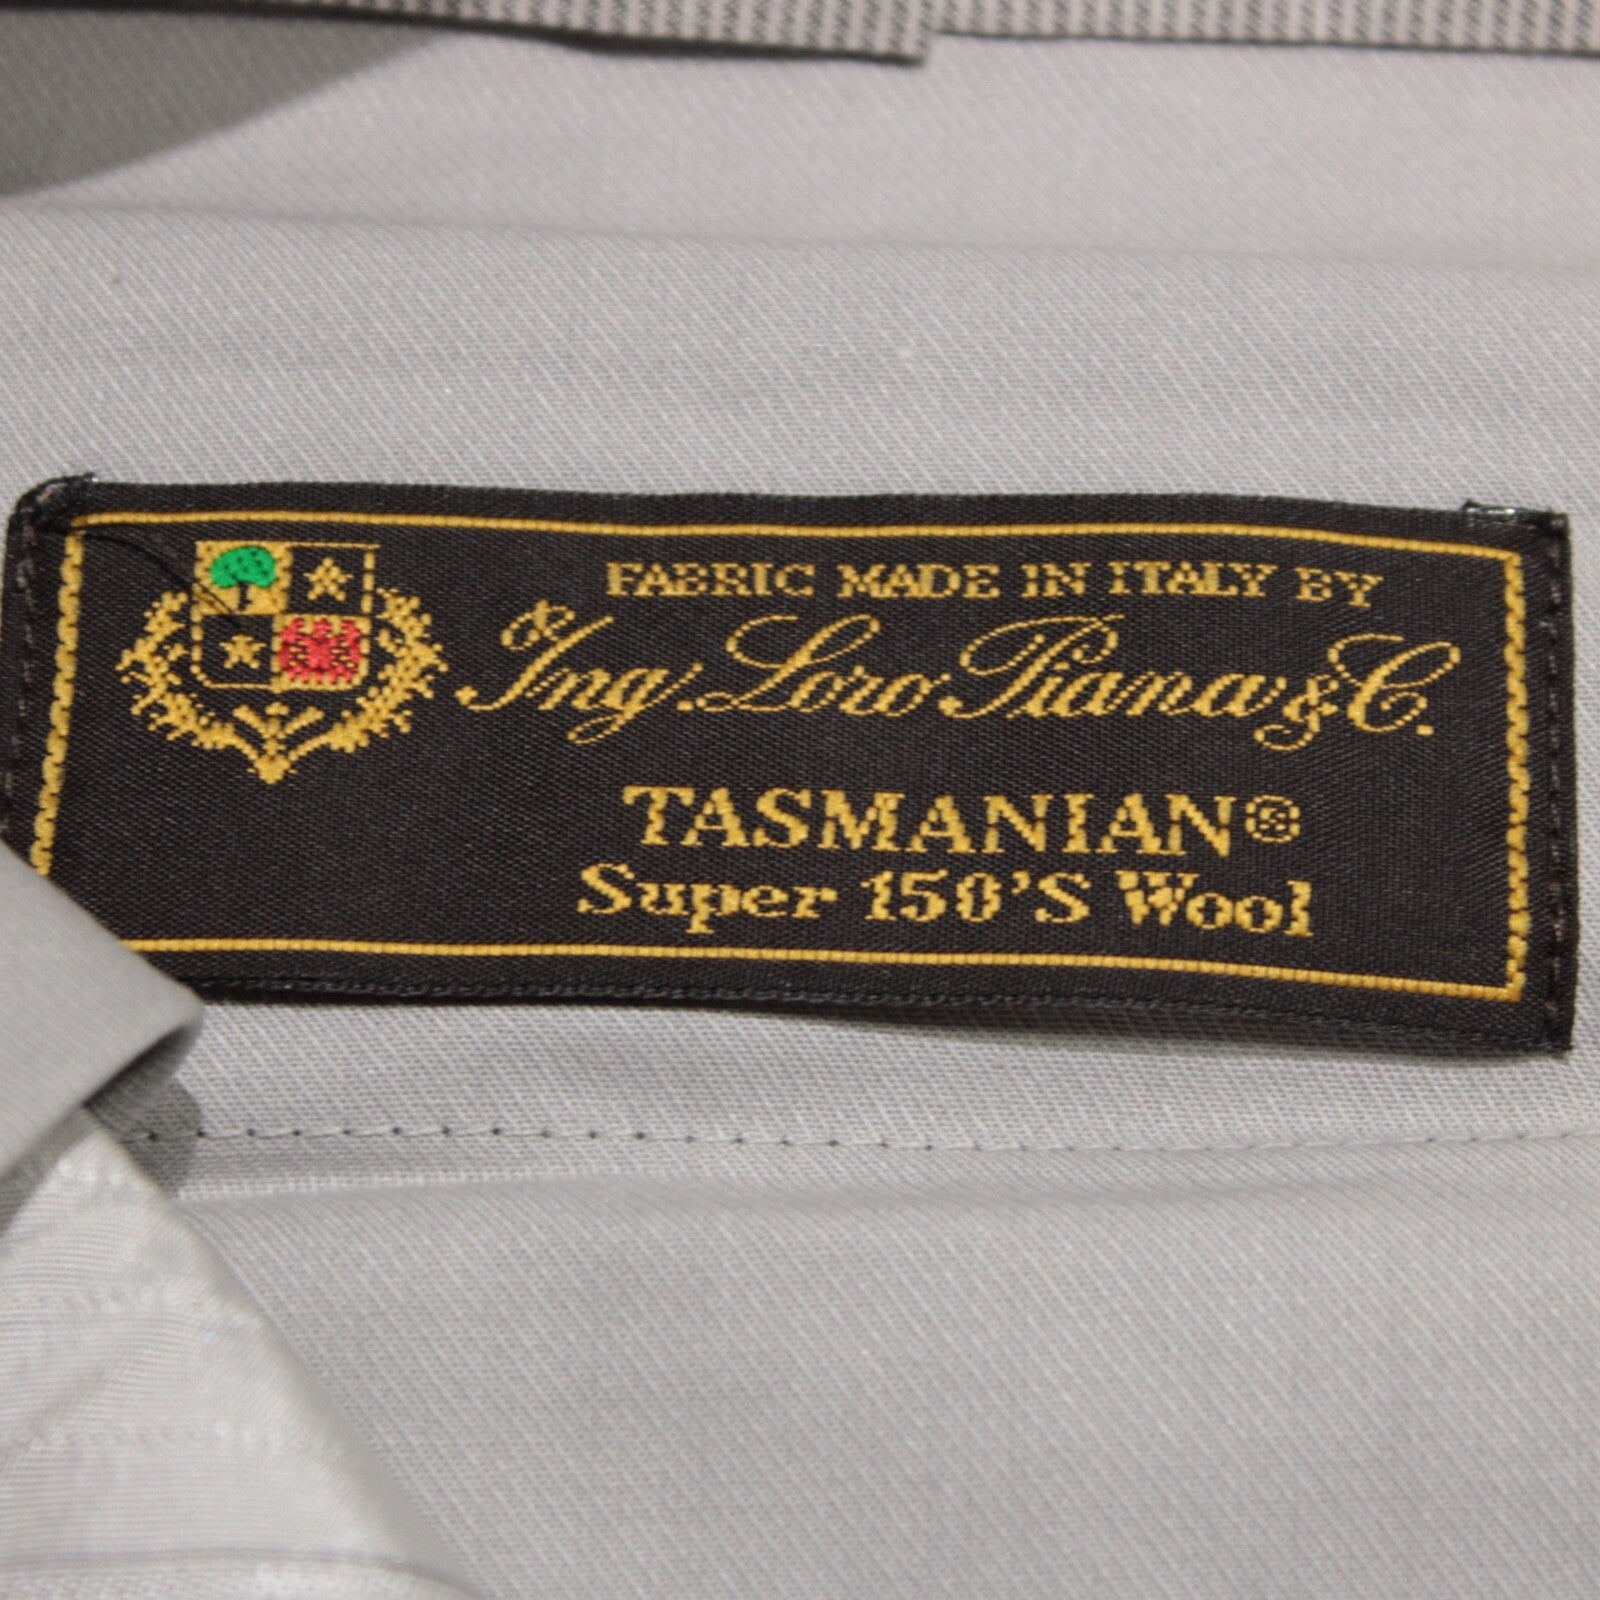 FABRIC MADE IN ITALY BY
Ing. Loro Piana & C.
TASMANIAN®
Super 150'S Wool